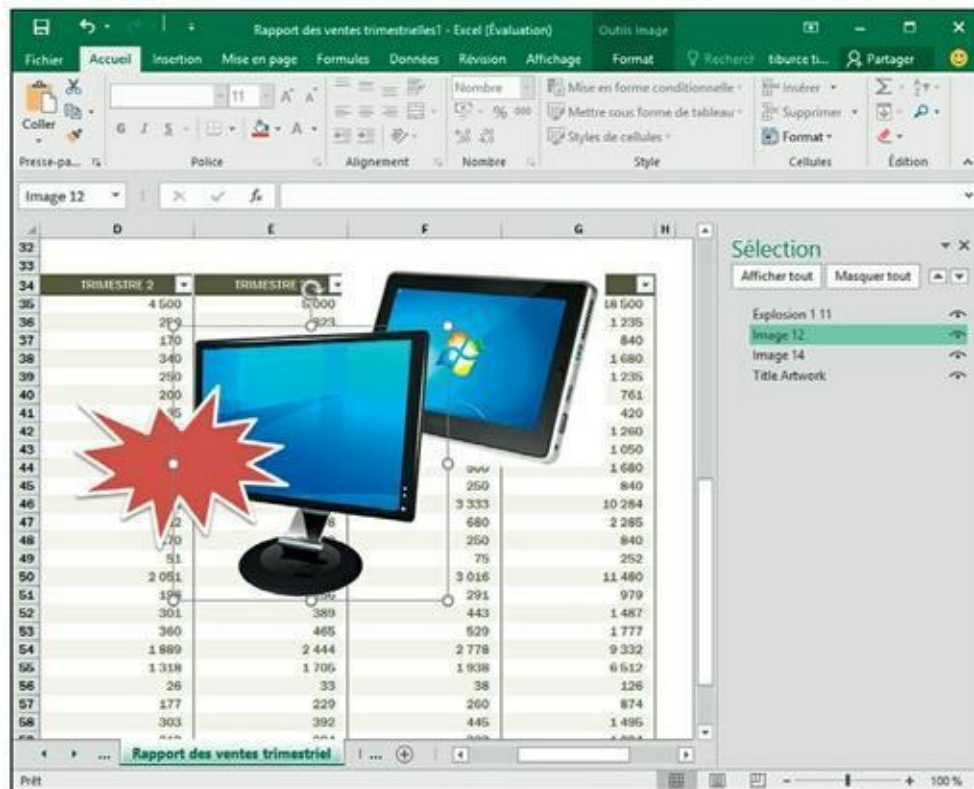 Rapport des ventes trimestrielles1 - Excel (Évaluation) Outils Image
Fichier Accueil Insertion Mise en page Formules Données Révision Affichage Format tiburce ti... Partager
Coller
11 A A
G I S A
Nombre
% 000
Mise en forme conditionnelle
Mettre sous forme de tableau
Styles de cellules
Insérer
Supprimer
Format
Presse-pa... Police Alignement Nombre Style Cellules Édition
Image 12 fx
D E F G H
32
33
34 TRIMESTRE 2 TRIMESTRE
35 4 500 5 000 18 500
36 1 235
37 170 840
38 340 1 680
39 250 1 235
40 200 761
41 420
42 1 260
43 1 050
44 1 680
45 250 840
46 3 333 10 284
47 680 2 285
48 250 840
49 51 75 252
50 2 051 3 016 11 480
51 291 979
52 301 389 443 1 487
53 360 465 529 1 777
54 1 889 2 444 2 778 9 332
55 1 318 1 705 1 938 6 512
56 26 33 38 126
57 177 229 260 874
58 303 392 445 1 495
Sélection
Afficher tout Masquer tout
Explosion 1 11
Image 12
Image 14
Title Artwork
... Rapport des ventes trimestriel ...
Prêt 100 %